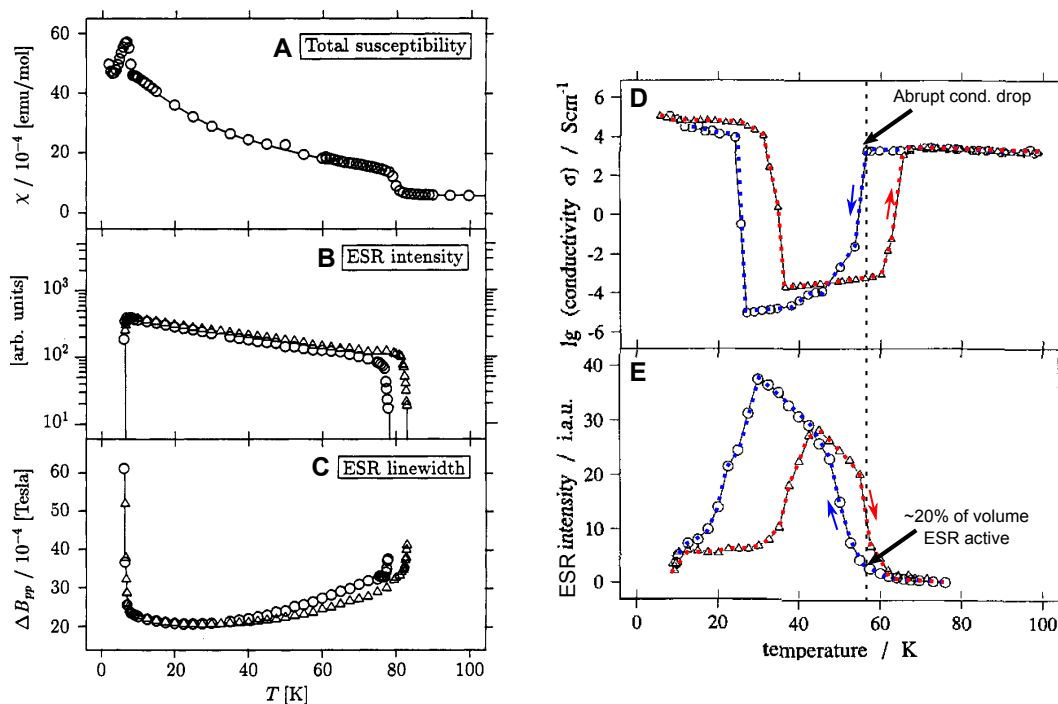 A Total susceptibility
χ / 10⁻⁴ [emu/mol]
60
40
20
0
B ESR intensity
[arb. units]
10³
10²
10¹
C ESR linewidth
Δ B_pp / 10⁻⁴ [Tesla]
60
50
40
30
20
0 20 40 60 80 100
T [K]
D
Abrupt cond. drop
lg (conductivity σ) / Scm⁻¹
6
4
2
0
-2
-4
-6
E
ESR intensity / i.a.u.
40
30
20
10
0
~20% of volume
ESR active
20 40 60 80 100
temperature / K